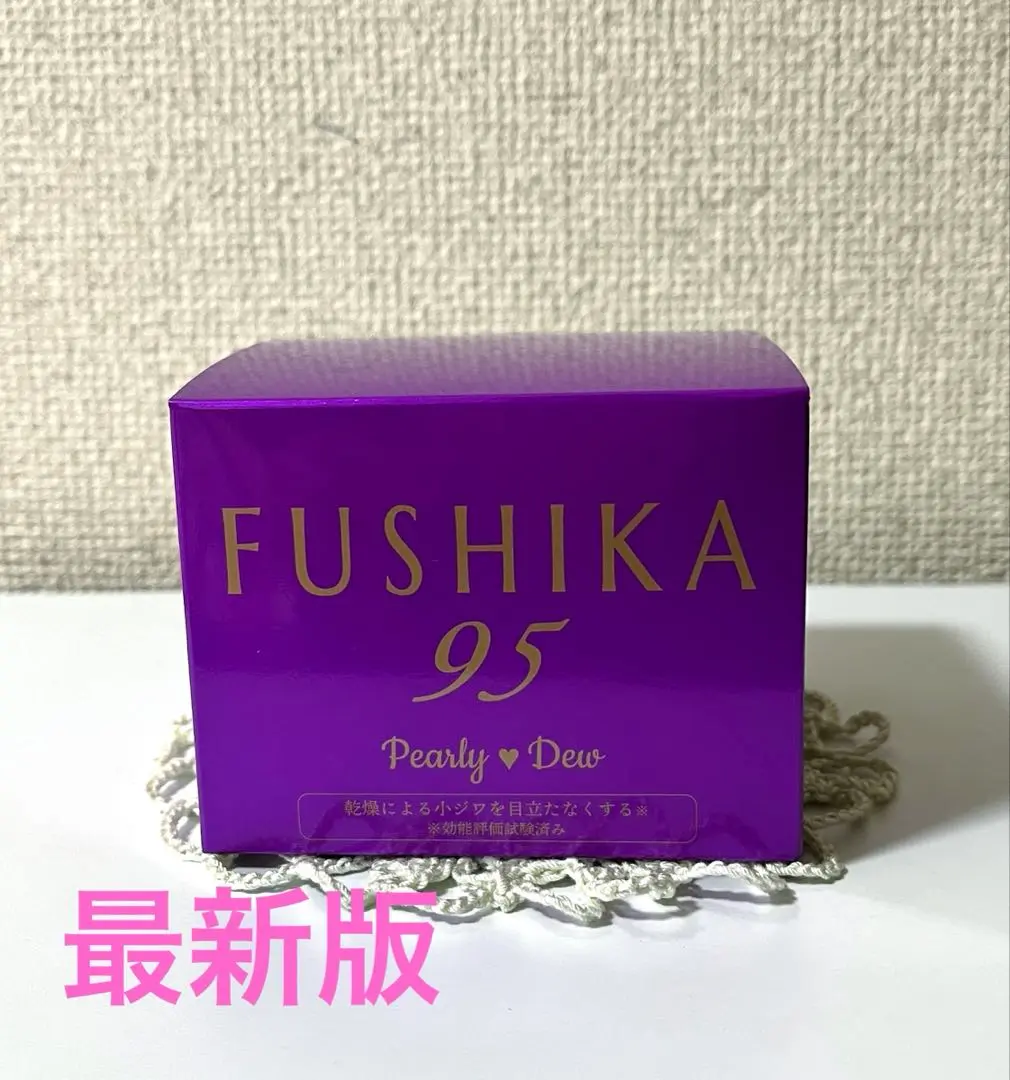 FUSHIKA
95
Pearly ♥ Dew
乾燥による小ジワを目立たなくする※
※効能評価試験済み
最新版